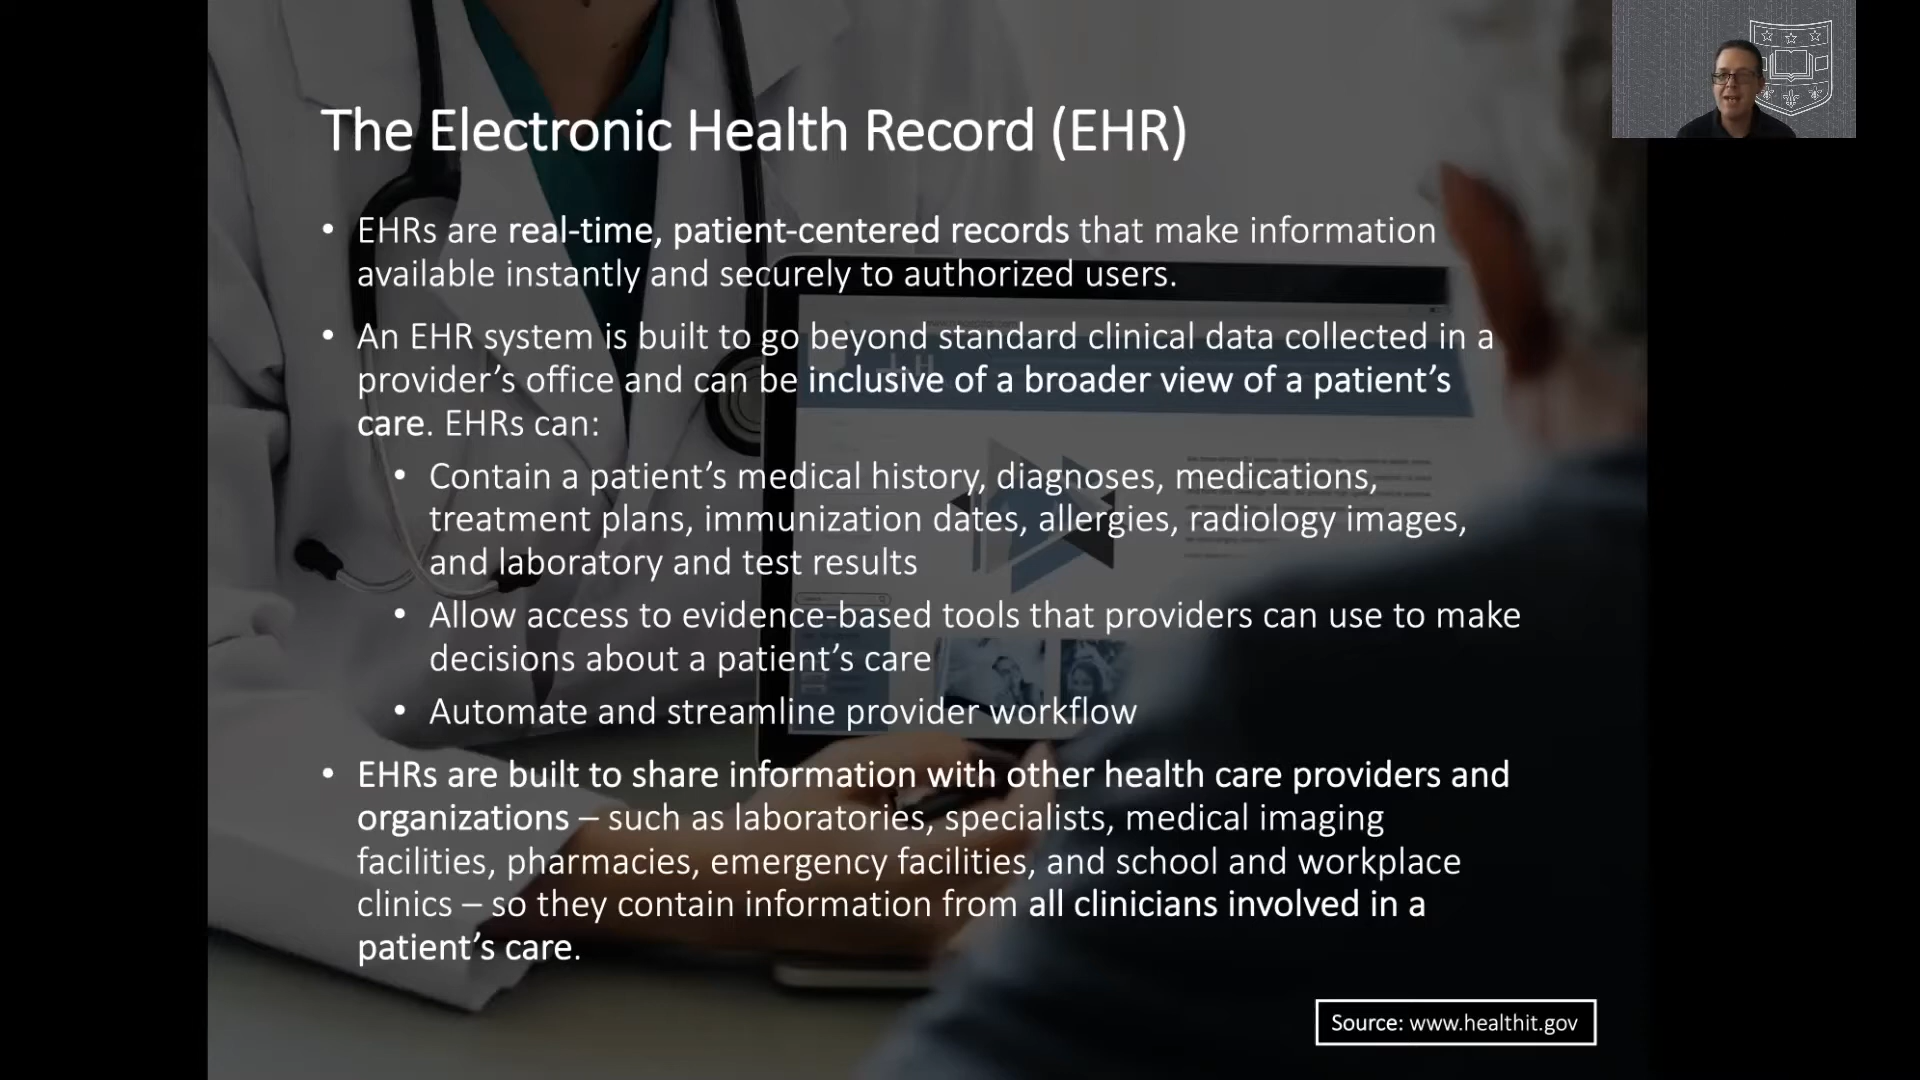 The Electronic Health Record (EHR)
• EHRs are real-time, patient-centered records that make information
available instantly and securely to authorized users.
• An EHR system is built to go beyond standard clinical data collected in a
provider’s office and can be inclusive of a broader view of a patient’s
care. EHRs can:
• Contain a patient’s medical history, diagnoses, medications,
treatment plans, immunization dates, allergies, radiology images,
and laboratory and test results
• Allow access to evidence-based tools that providers can use to make
decisions about a patient’s care
• Automate and streamline provider workflow
• EHRs are built to share information with other health care providers and
organizations – such as laboratories, specialists, medical imaging
facilities, pharmacies, emergency facilities, and school and workplace
clinics – so they contain information from all clinicians involved in a
patient’s care.
Source: www.healthit.gov